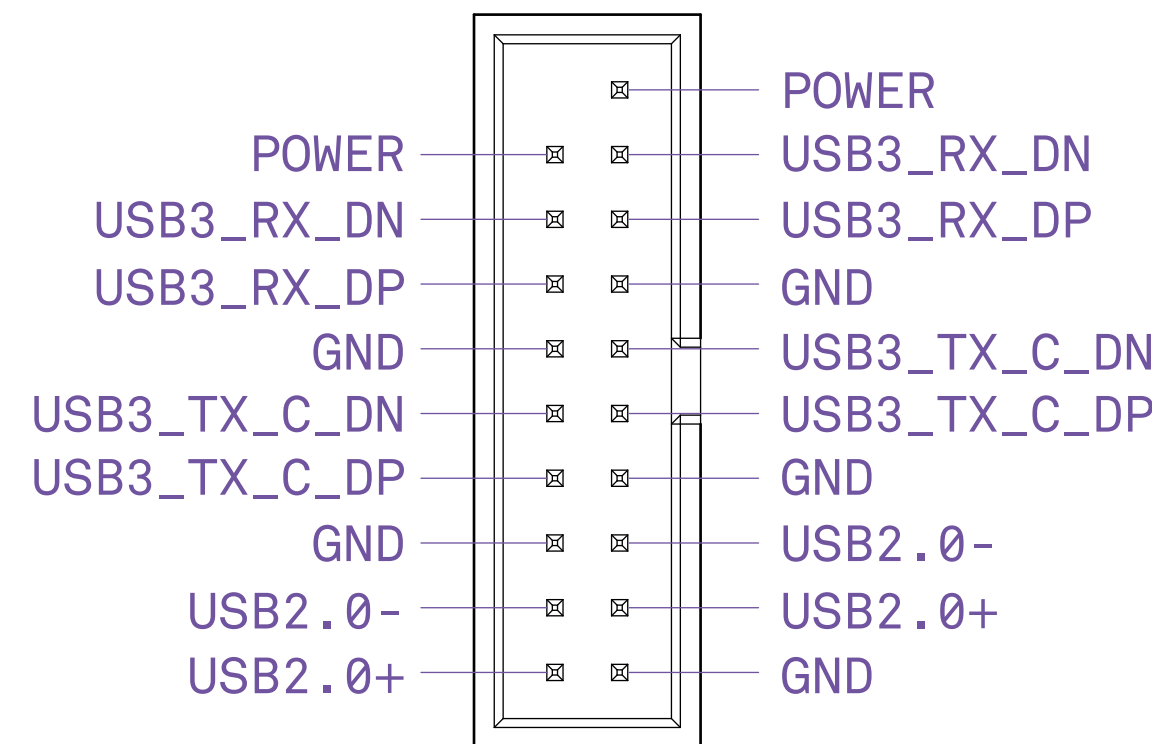 POWER
POWER USB3_RX_DN
USB3_RX_DN USB3_RX_DP
USB3_RX_DP GND
GND USB3_TX_C_DN
USB3_TX_C_DN USB3_TX_C_DP
USB3_TX_C_DP GND
GND USB2.0-
USB2.0- USB2.0+
USB2.0+ GND